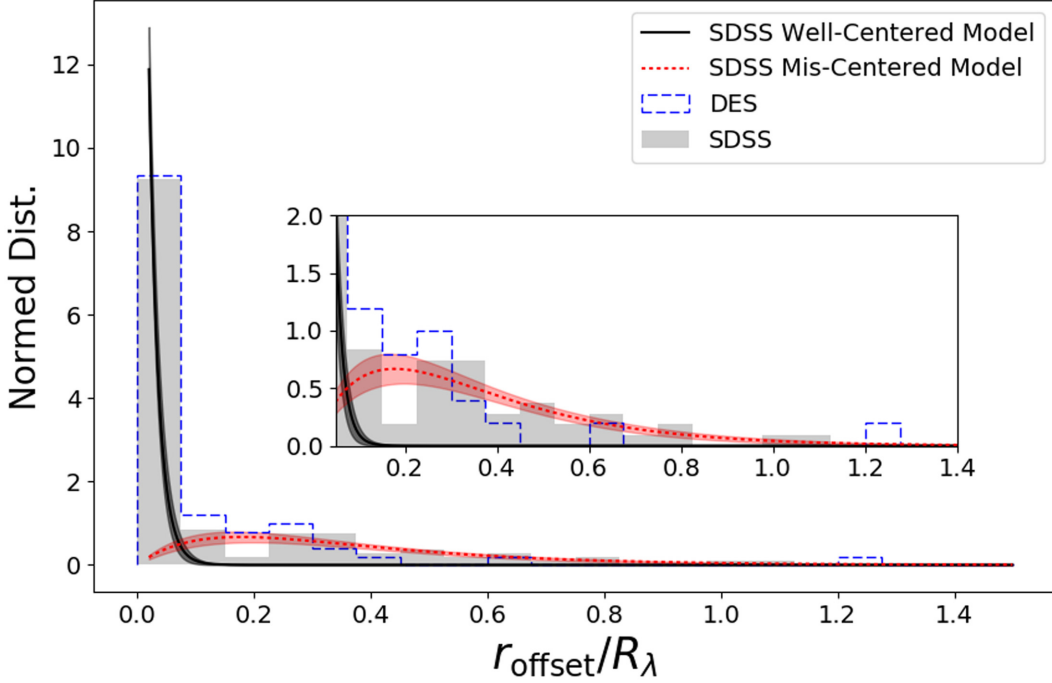 SDSS Well-Centered Model
SDSS Mis-Centered Model
DES
SDSS
Normed Dist.
12
10
8
6
4
2
0
2.0
1.5
1.0
0.5
0.0
0.2 0.4 0.6 0.8 1.0 1.2 1.4
0.0 0.2 0.4 0.6 0.8 1.0 1.2 1.4
r_offset/R_λ